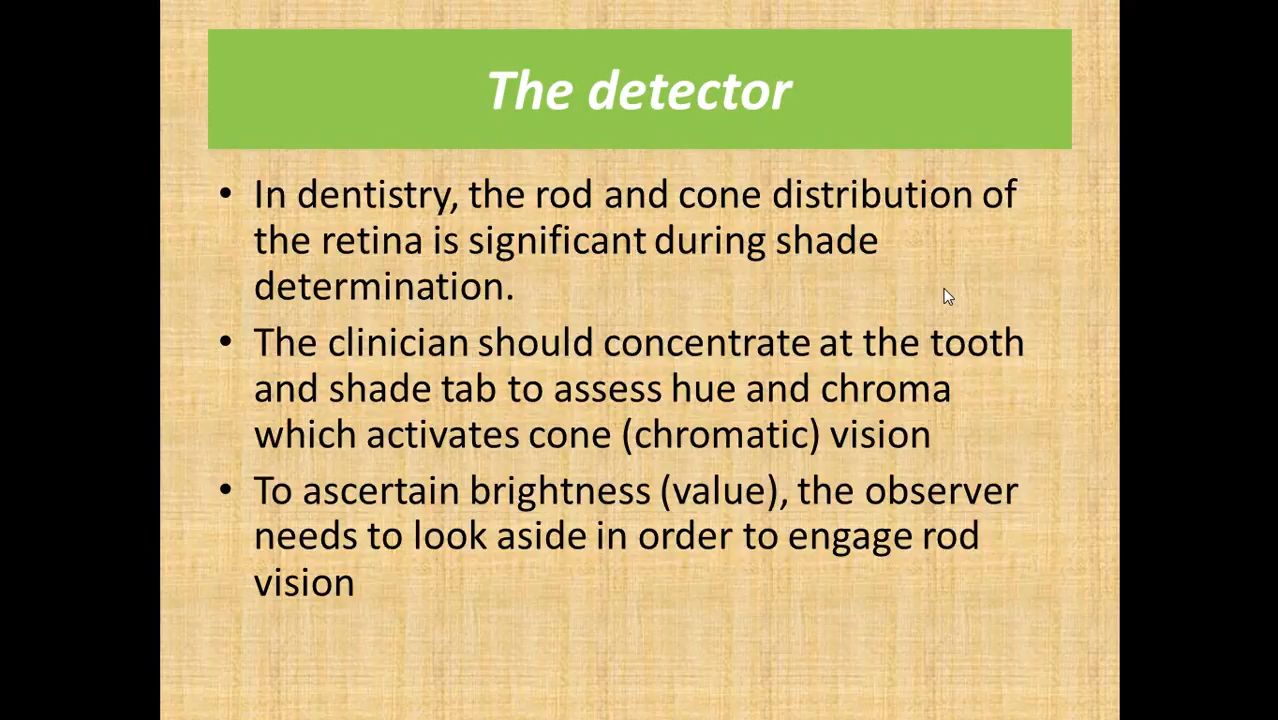 The detector
• In dentistry, the rod and cone distribution of
the retina is significant during shade
determination.
• The clinician should concentrate at the tooth
and shade tab to assess hue and chroma
which activates cone (chromatic) vision
• To ascertain brightness (value), the observer
needs to look aside in order to engage rod
vision